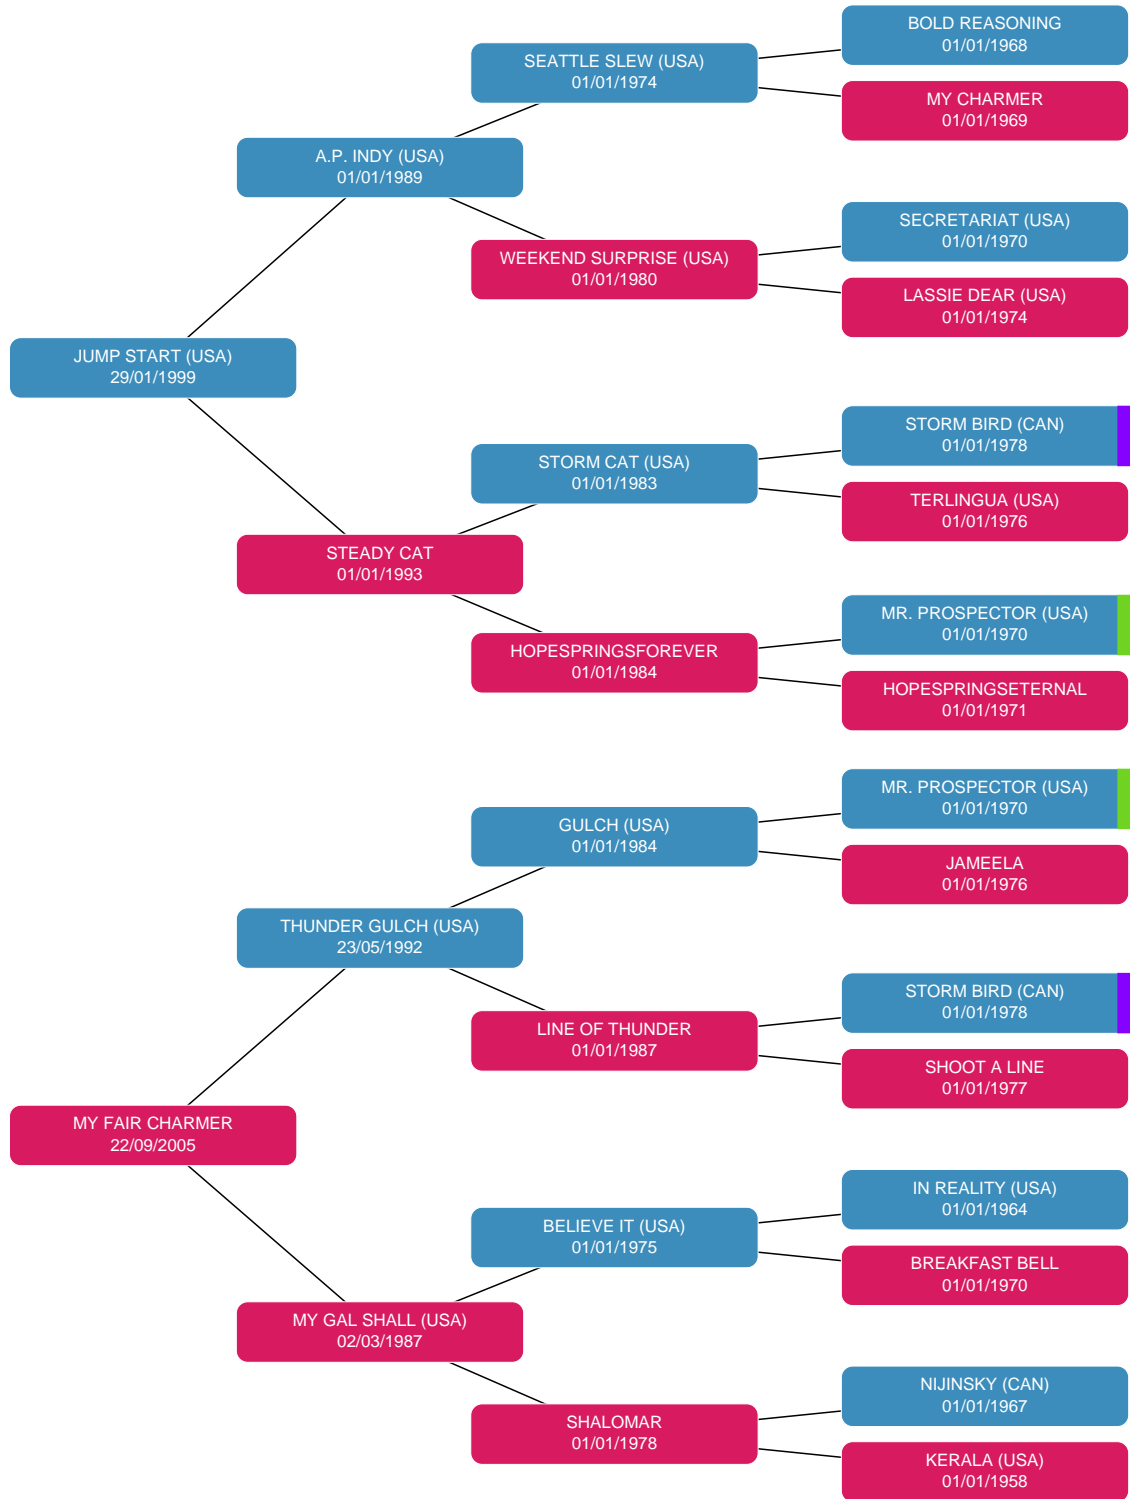 BOLD REASONING
01/01/1968
SEATTLE SLEW (USA)
01/01/1974
MY CHARMER
01/01/1969
A.P. INDY (USA)
01/01/1989
SECRETARIAT (USA)
01/01/1970
WEEKEND SURPRISE (USA)
01/01/1980
LASSIE DEAR (USA)
01/01/1974
JUMP START (USA)
29/01/1999
STORM BIRD (CAN)
01/01/1978
STORM CAT (USA)
01/01/1983
TERLINGUA (USA)
01/01/1976
STEADY CAT
01/01/1993
MR. PROSPECTOR (USA)
01/01/1970
HOPESPRINGSFOREVER
01/01/1984
HOPESPRINGSETERNAL
01/01/1971
MR. PROSPECTOR (USA)
01/01/1970
GULCH (USA)
01/01/1984
JAMEELA
01/01/1976
THUNDER GULCH (USA)
23/05/1992
STORM BIRD (CAN)
01/01/1978
LINE OF THUNDER
01/01/1987
SHOOT A LINE
01/01/1977
MY FAIR CHARMER
22/09/2005
IN REALITY (USA)
01/01/1964
BELIEVE IT (USA)
01/01/1975
BREAKFAST BELL
01/01/1970
MY GAL SHALL (USA)
02/03/1987
NIJINSKY (CAN)
01/01/1967
SHALOMAR
01/01/1978
KERALA (USA)
01/01/1958